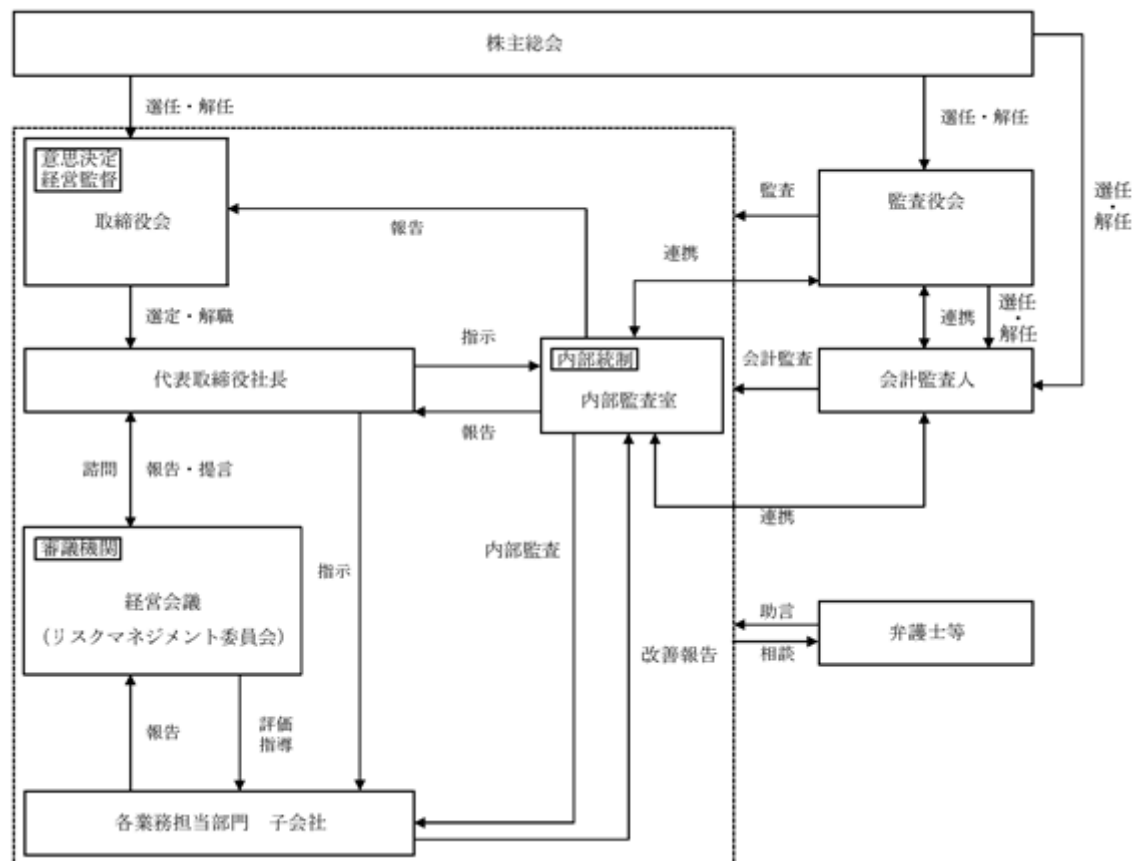 株主総会
選任・解任
選任・解任
意思決定
経営監督
取締役会
監査
監査役会
選任
・
解任
報告
連携
選定・解職
指示
連携
選任
・
解任
代表取締役社長
内部統制
内部監査室
会計監査
会計監査人
報告
諮問
報告・提言
連携
審議機関
経営会議
(リスクマネジメント委員会)
指示
内部監査
助言
弁護士等
改善報告
相談
報告
評価
指導
各業務担当部門 子会社